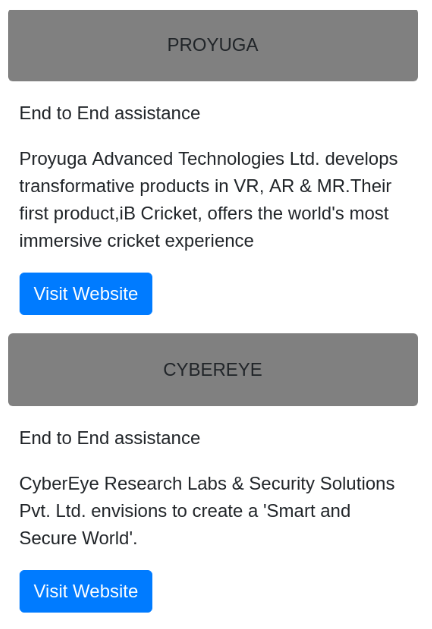 PROYUGA
End to End assistance
Proyuga Advanced Technologies Ltd. develops
transformative products in VR, AR & MR.Their
first product,iB Cricket, offers the world's most
immersive cricket experience
Visit Website
CYBEREYE
End to End assistance
CyberEye Research Labs & Security Solutions
Pvt. Ltd. envisions to create a 'Smart and
Secure World'.
Visit Website